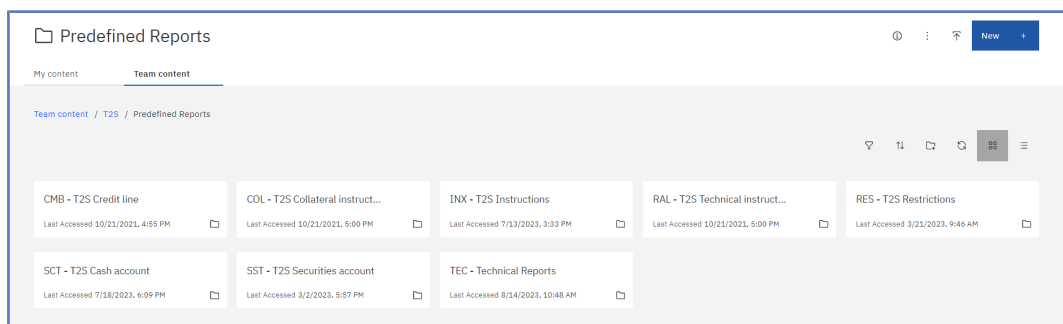 Predefined Reports
New +
My content Team content
Team content / T2S / Predefined Reports
CMB - T2S Credit line COL - T2S Collateral instruct... INX - T2S Instructions RAL - T2S Technical instruct... RES - T2S Restrictions
Last Accessed 10/21/2021, 4:55 PM Last Accessed 10/21/2021, 5:00 PM Last Accessed 7/13/2023, 3:33 PM Last Accessed 10/21/2021, 5:00 PM Last Accessed 3/21/2023, 9:46 AM
SCT - T2S Cash account SST - T2S Securities account TEC - Technical Reports
Last Accessed 7/18/2023, 6:09 PM Last Accessed 3/2/2023, 5:57 PM Last Accessed 8/14/2023, 10:48 AM